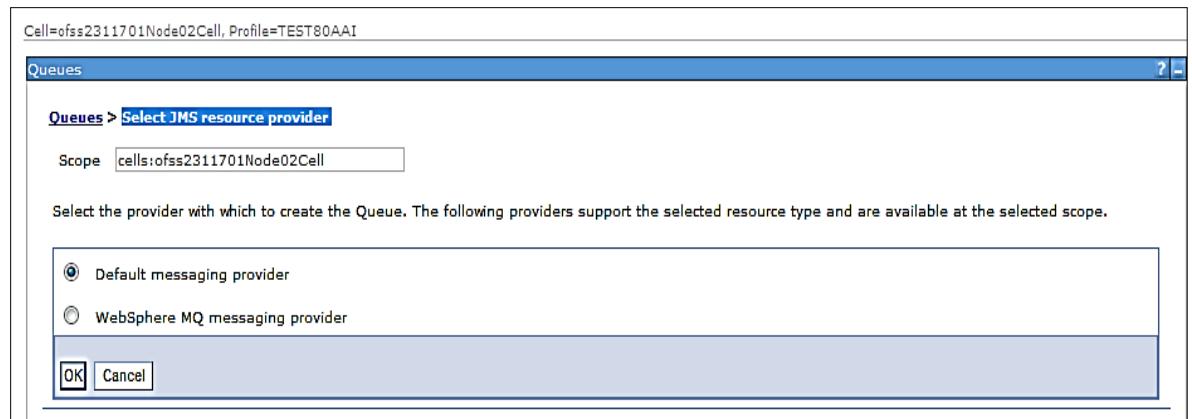 Cell=ofss2311701Node02Cell, Profile=TEST80AAI
Queues ? -
Queues > Select JMS resource provider
Scope cells:ofss2311701Node02Cell
Select the provider with which to create the Queue. The following providers support the selected resource type and are available at the selected scope.
Default messaging provider
WebSphere MQ messaging provider
OK Cancel